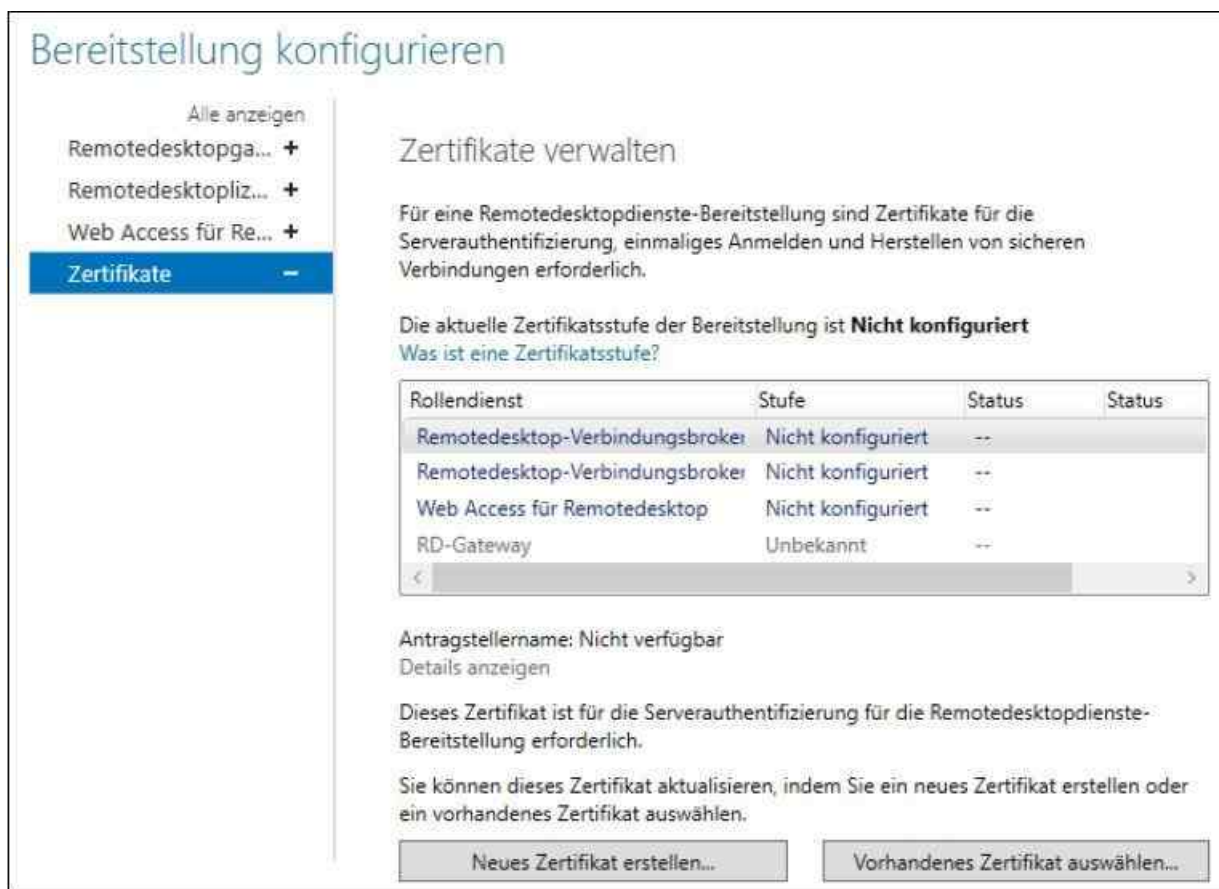 Bereitstellung konfigurieren
Alle anzeigen
Remotedesktopga... +
Remotedesktopliz... +
Web Access für Re... +
Zertifikate –
Zertifikate verwalten
Für eine Remotedesktopdienste-Bereitstellung sind Zertifikate für die
Serverauthentifizierung, einmaliges Anmelden und Herstellen von sicheren
Verbindungen erforderlich.
Die aktuelle Zertifikatsstufe der Bereitstellung ist Nicht konfiguriert
Was ist eine Zertifikatsstufe?
Rollendienst Stufe Status Status
Remotedesktop-Verbindungsbroker Nicht konfiguriert --
Remotedesktop-Verbindungsbroker Nicht konfiguriert --
Web Access für Remotedesktop Nicht konfiguriert --
RD-Gateway Unbekannt --
Antragstellername: Nicht verfügbar
Details anzeigen
Dieses Zertifikat ist für die Serverauthentifizierung für die Remotedesktopdienste-
Bereitstellung erforderlich.
Sie können dieses Zertifikat aktualisieren, indem Sie ein neues Zertifikat erstellen oder
ein vorhandenes Zertifikat auswählen.
Neues Zertifikat erstellen... Vorhandenes Zertifikat auswählen...